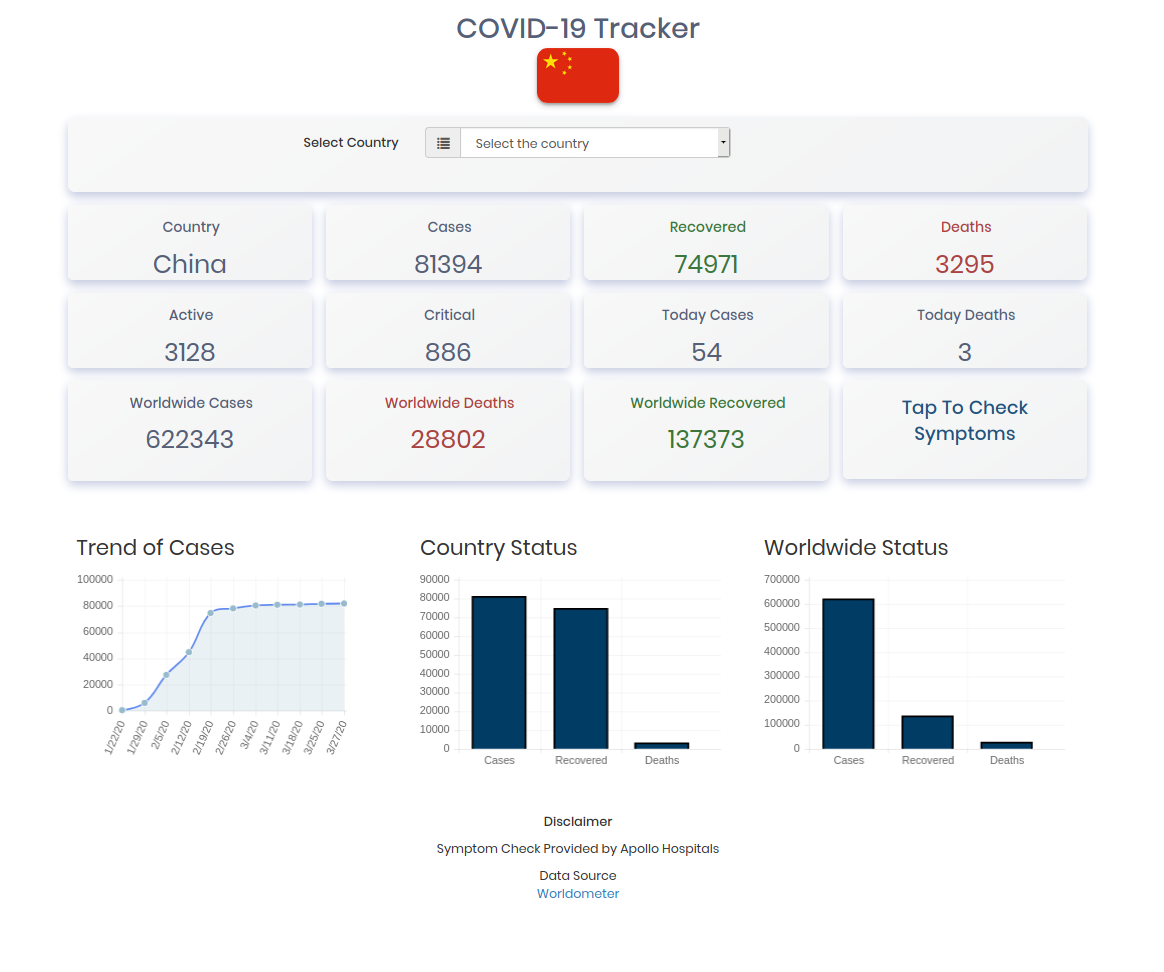 COVID-19 Tracker
Select Country
Select the country
Country
Cases
Recovered
Deaths
China
81394
74971
3295
Active
Critical
Today Cases
Today Deaths
3128
886
54
3
Worldwide Cases
Worldwide Deaths
Worldwide Recovered
Tap To Check
Symptoms
622343
28802
137373
Trend of Cases
100000
80000
60000
40000
20000
0
1/22/20
1/29/20
2/5/20
2/12/20
2/19/20
2/26/20
3/4/20
3/11/20
3/18/20
3/25/20
3/27/20
Country Status
90000
80000
70000
60000
50000
40000
30000
20000
10000
0
Cases
Recovered
Deaths
Worldwide Status
700000
600000
500000
400000
300000
200000
100000
0
Cases
Recovered
Deaths
Disclaimer
Symptom Check Provided by Apollo Hospitals
Data Source
Worldometer